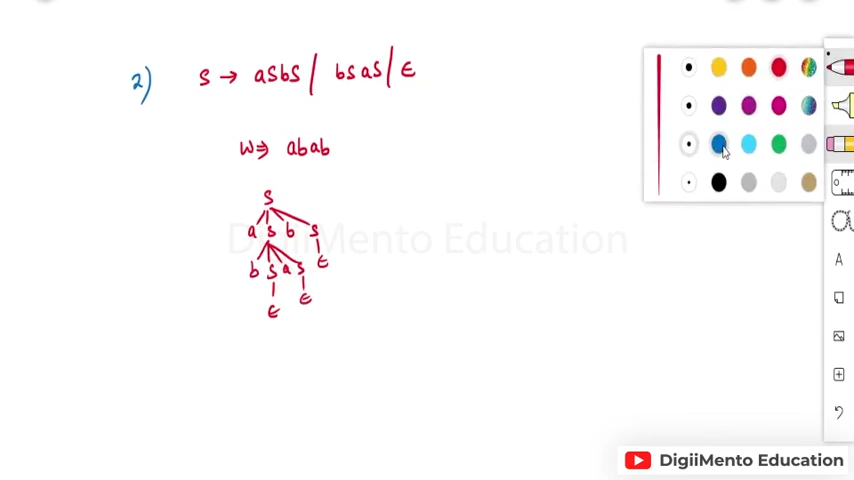 2) S → aSbS / bSaS / ε
w ⇒ abab
S
a S b S
b S a S ε
ε ε
DigiiMento Education
A
DigiiMento Education